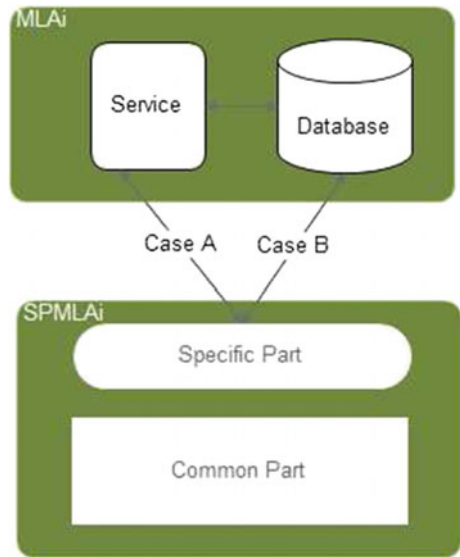 MLAi
Service
Database
Case A
Case B
SPMLAi
Specific Part
Common Part